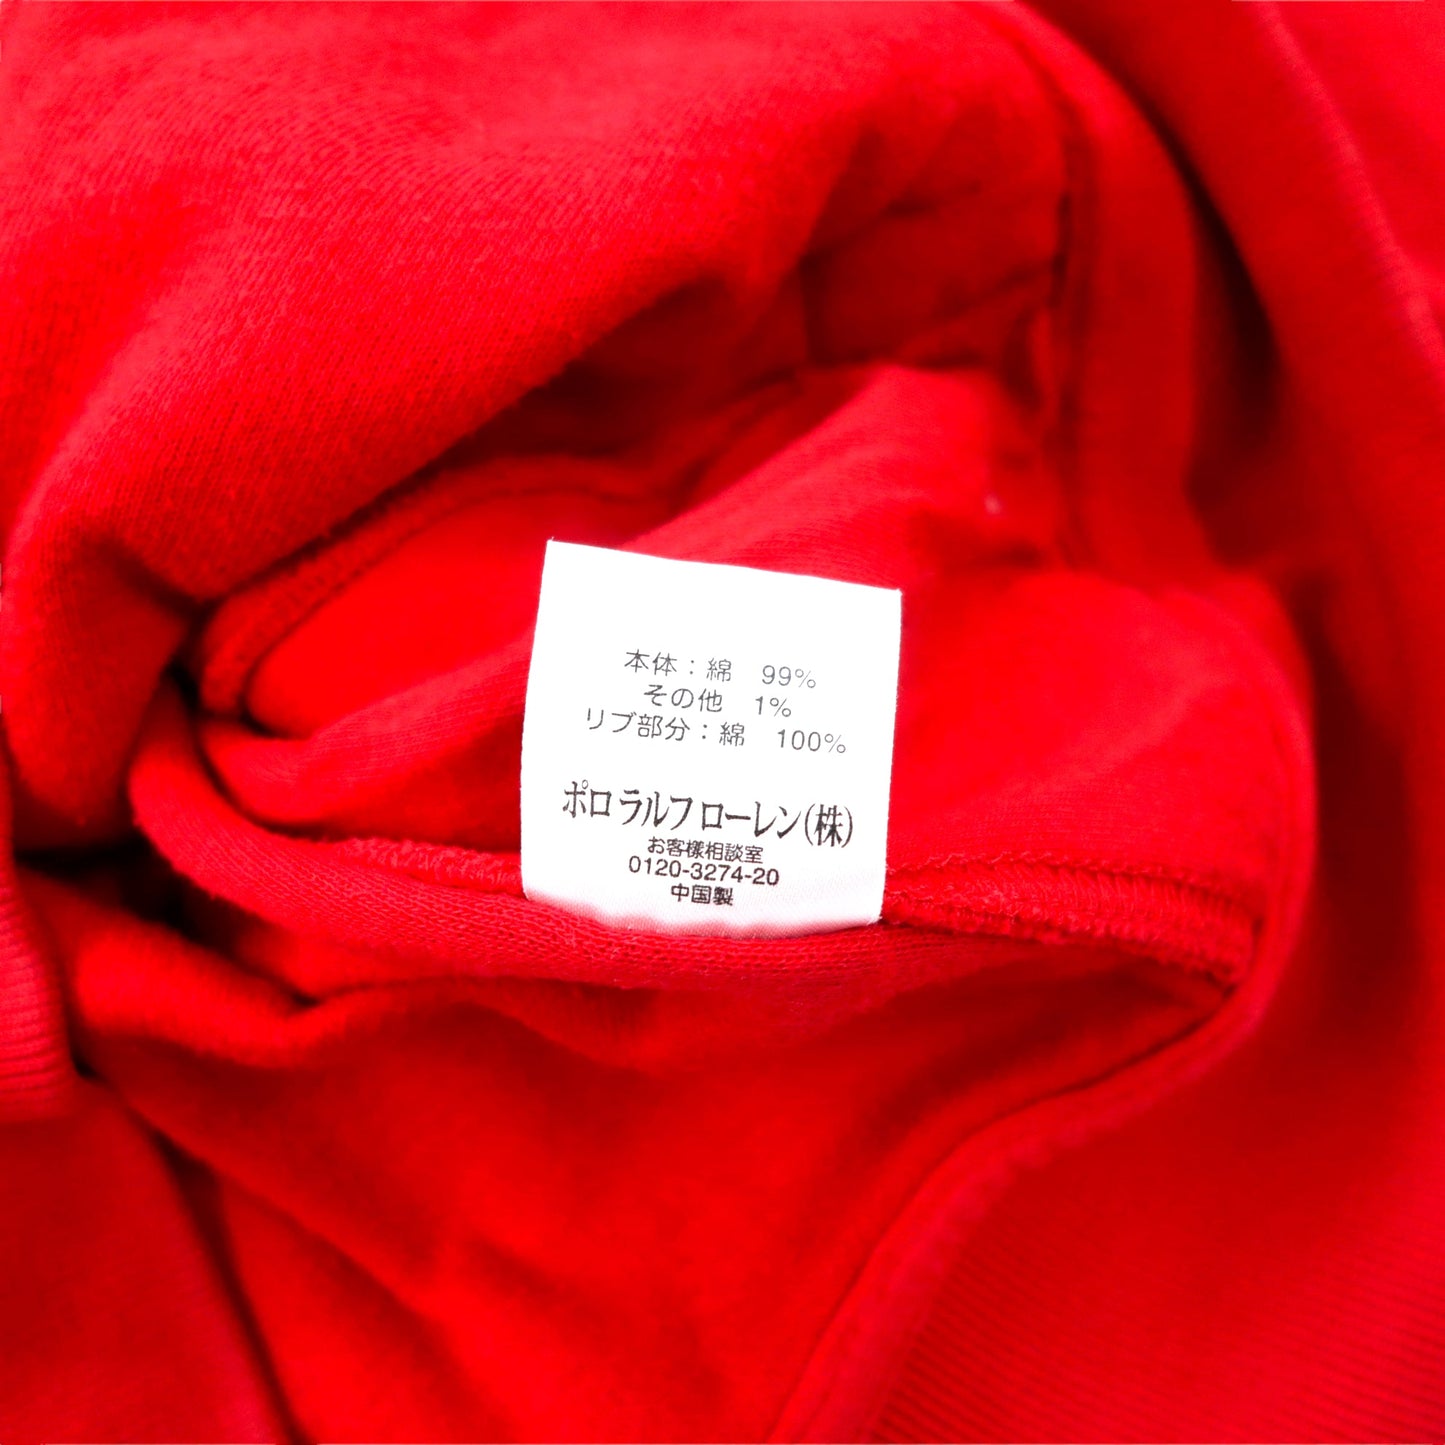 本体：綿　99%
その他　1%
リブ部分：綿　100%
ポロ ラルフ ローレン(株)
お客様相談室
0120-3274-20
中国製